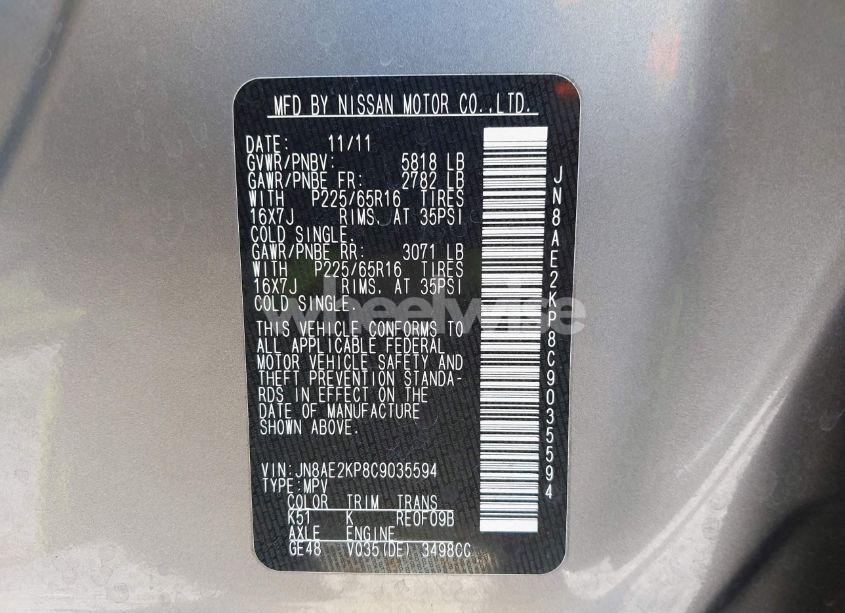 MFD BY NISSAN MOTOR CO.,LTD.
DATE: 11/11
GVWR/PNBV: 5818 LB
GAWR/PNBE FR: 2782 LB
WITH P225/65R16 TIRES
16X7J RIMS, AT 35PSI
COLD SINGLE.
GAWR/PNBE RR: 3071 LB
WITH P225/65R16 TIRES
16X7J RIMS, AT 35PSI
COLD SINGLE.
THIS VEHICLE CONFORMS TO
ALL APPLICABLE FEDERAL
MOTOR VEHICLE SAFETY AND
THEFT PREVENTION STANDA-
RDS IN EFFECT ON THE
DATE OF MANUFACTURE
SHOWN ABOVE.
VIN:JN8AE2KP8C9035594
TYPE:MPV
COLOR TRIM TRANS
K51 K RE0F09B
AXLE ENGINE
GE48 VQ35(DE) 3498CC
JN8AE2KP8C9035594
wheelwise